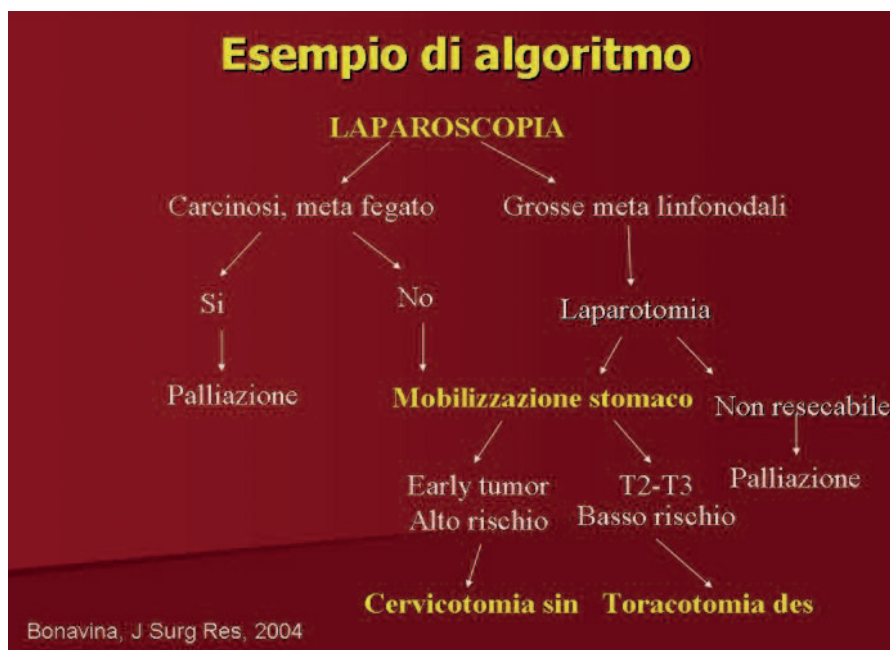 Esempio di algoritmo
LAPAROSCOPIA
Carcinosi, meta fegato
Grosse meta linfonodali
Si
No
Laparotomia
Palliazione
Mobilizzazione stomaco
Non resecabile
Early tumor
Alto rischio
T2-T3
Basso rischio
Palliazione
Cervicotomia sin
Toracotomia des
Bonavina, J Surg Res, 2004